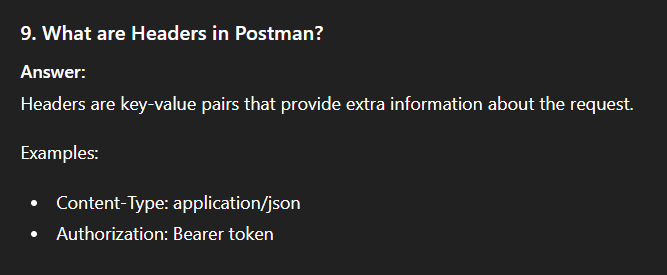 9. What are Headers in Postman?
Answer:
Headers are key-value pairs that provide extra information about the request.
Examples:
• Content-Type: application/json
• Authorization: Bearer token